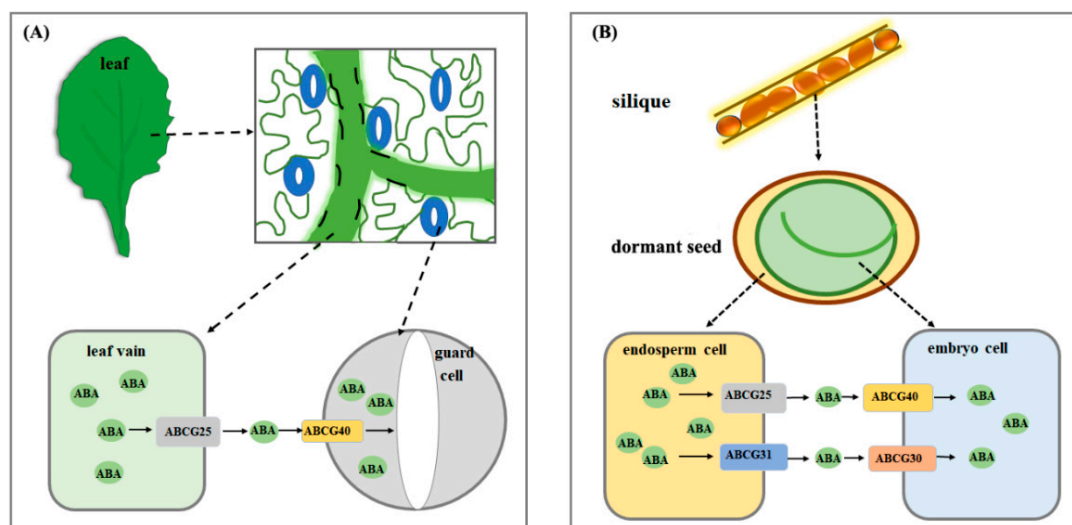 (A)
leaf
leaf vain
ABA
ABA
ABA
ABA
ABCG25
ABA
ABCG40
guard
cell
ABA
ABA
ABA
(B)
silique
dormant seed
endosperm cell
ABA
ABA
ABA
ABA
ABA
ABCG25
ABA
ABCG40
ABCG31
ABA
ABCG30
embryo cell
ABA
ABA
ABA